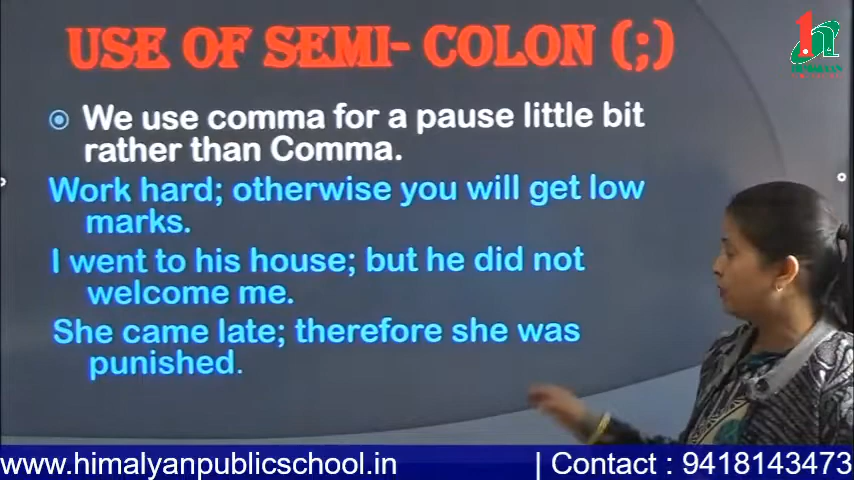 USE OF SEMI- COLON (;)
We use comma for a pause little bit
rather than Comma.
Work hard; otherwise you will get low
marks.
I went to his house; but he did not
welcome me.
She came late; therefore she was
punished.
www.himalyanpublicschool.in | Contact : 9418143473